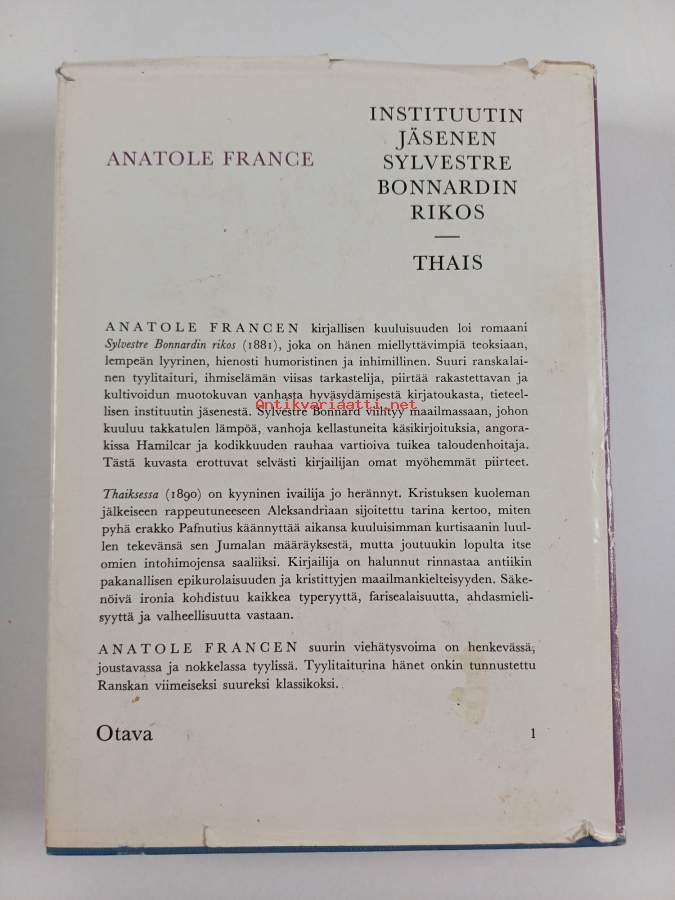 ANATOLE FRANCE
INSTITUUTIN
JÄSENEN
SYLVESTRE
BONNARDIN
RIKOS
—
THAIS
ANATOLE FRANCEN kirjallisen kuuluisuuden loi romaani
Sylvestre Bonnardin rikos (1881), joka on hänen miellyttävimpiä teoksiaan,
lempeän lyyrinen, hienosti humoristinen ja inhimillinen. Suuri ranskalai-
nen tyylitaituri, ihmiselämän viisas tarkastelija, piirtää rakastettavan ja
kultivoidun muotokuvan vanhasta hyväsydämisestä kirjatoukasta, tieteel-
lisen instituutin jäsenestä. Sylvestre Bonnard viihtyy maailmassaan, johon
Antikvariaatti.net
kuuluu takkatulen lämpöä, vanhoja kellastuneita käsikirjoituksia, angora-
kissa Hamilcar ja kodikkuuden rauhaa vartioiva tuikea taloudenhoitaja.
Tästä kuvasta erottuvat selvästi kirjailijan omat myöhemmät piirteet.
Thaiksessa (1890) on kyyninen ivailija jo herännyt. Kristuksen kuoleman
jälkeiseen rappeutuneeseen Aleksandriaan sijoitettu tarina kertoo, miten
pyhä erakko Pafnutius käännyttää aikansa kuuluisimman kurtisaanin luul-
len tekevänsä sen Jumalan määräyksestä, mutta joutuukin lopulta itse
omien intohimojensa saaliiksi. Kirjailija on halunnut rinnastaa antiikin
pakanallisen epikurolaisuuden ja kristittyjen maailmankielteisyyden. Säke-
nöivä ironia kohdistuu kaikkea typeryyttä, farisealaisuutta, ahdasmieli-
syyttä ja valheellisuutta vastaan.
ANATOLE FRANCEN suurin viehätysvoima on henkevässä,
joustavassa ja nokkelassa tyylissä. Tyylitaiturina hänet onkin tunnustettu
Ranskan viimeiseksi suureksi klassikoksi.
Otava
1